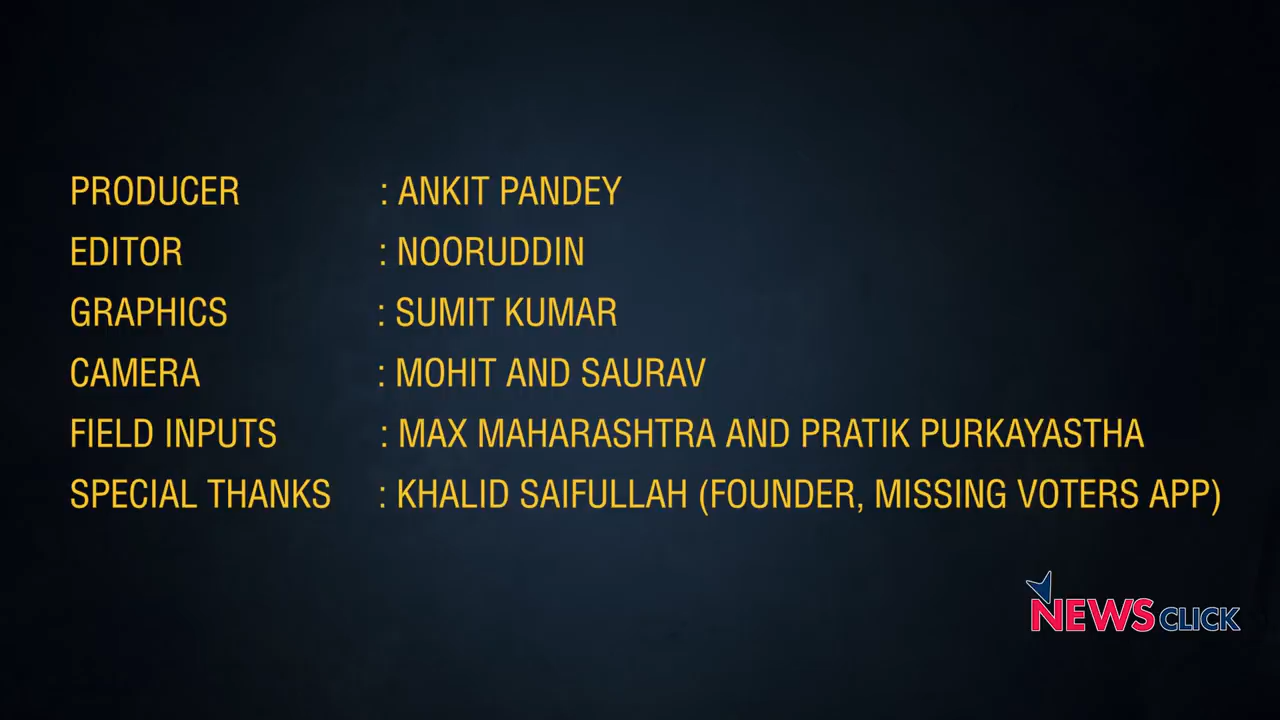 PRODUCER : ANKIT PANDEY
EDITOR : NOORUDDIN
GRAPHICS : SUMIT KUMAR
CAMERA : MOHIT AND SAURAV
FIELD INPUTS : MAX MAHARASHTRA AND PRATIK PURKAYASTHA
SPECIAL THANKS : KHALID SAIFULLAH (FOUNDER, MISSING VOTERS APP)
NEWSCLICK